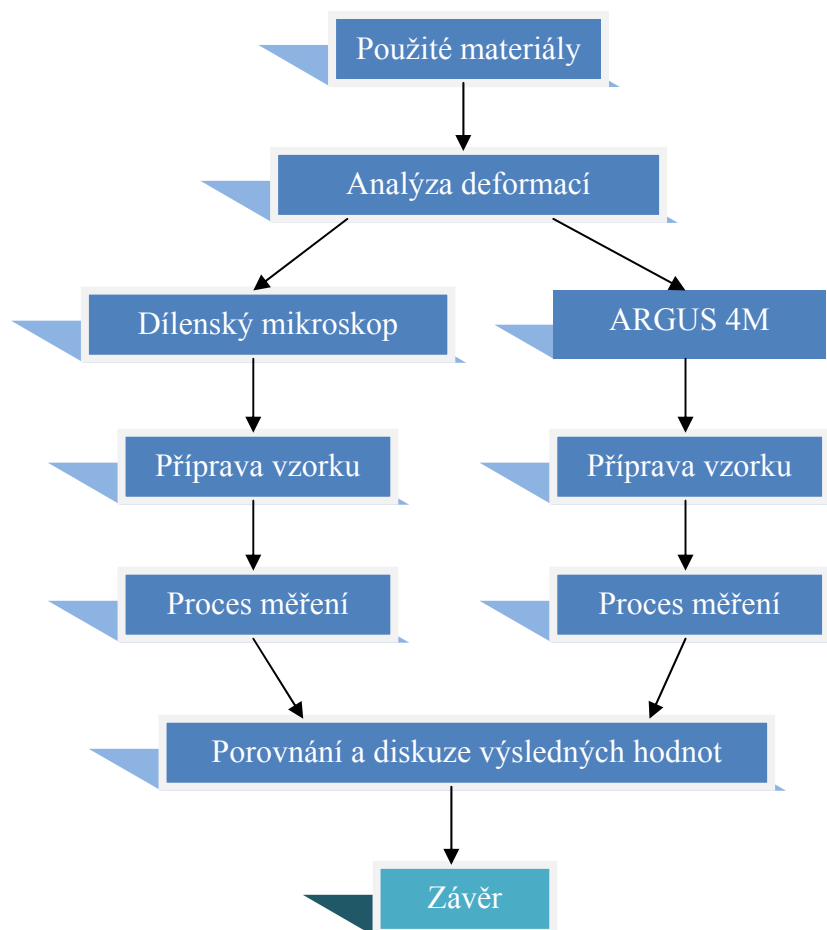 Použité materiály
Analýza deformací
Dílenský mikroskop
ARGUS 4M
Příprava vzorku
Příprava vzorku
Proces měření
Proces měření
Porovnání a diskuze výsledných hodnot
Závěr